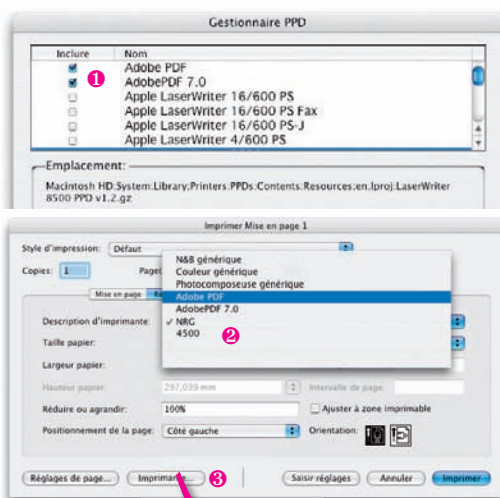 Gestionnaire PPD
Inclure Nom
Adobe PDF
AdobePDF 7.0
Apple LaserWriter 16/600 PS
Apple LaserWriter 16/600 PS Fax
Apple LaserWriter 16/600 PS-J
Apple LaserWriter 4/600 PS
1
Emplacement:
Macintosh HD:System:Library:Printers:PPDs:Contents:Resources:en.lproj:LaserWriter
8500 PPD v1.2.gz
Imprimer Mise en page 1
Style d'impression: Défaut
Copies: 1 Page
Mise en page
N&B générique
Couleur générique
Photocomposeuse générique
Adobe PDF
AdobePDF 7.0
✓ NRG
4500
2
Description d'imprimante:
Taille papier:
Largeur papier:
Hauteur papier: 297,039 mm Intervalle de page:
Réduire ou agrandir: 100% Ajuster à zone imprimable
Positionnement de la page: Côté gauche Orientation:
Réglages de page... Imprimante... 3 Saisir réglages Annuler Imprimer